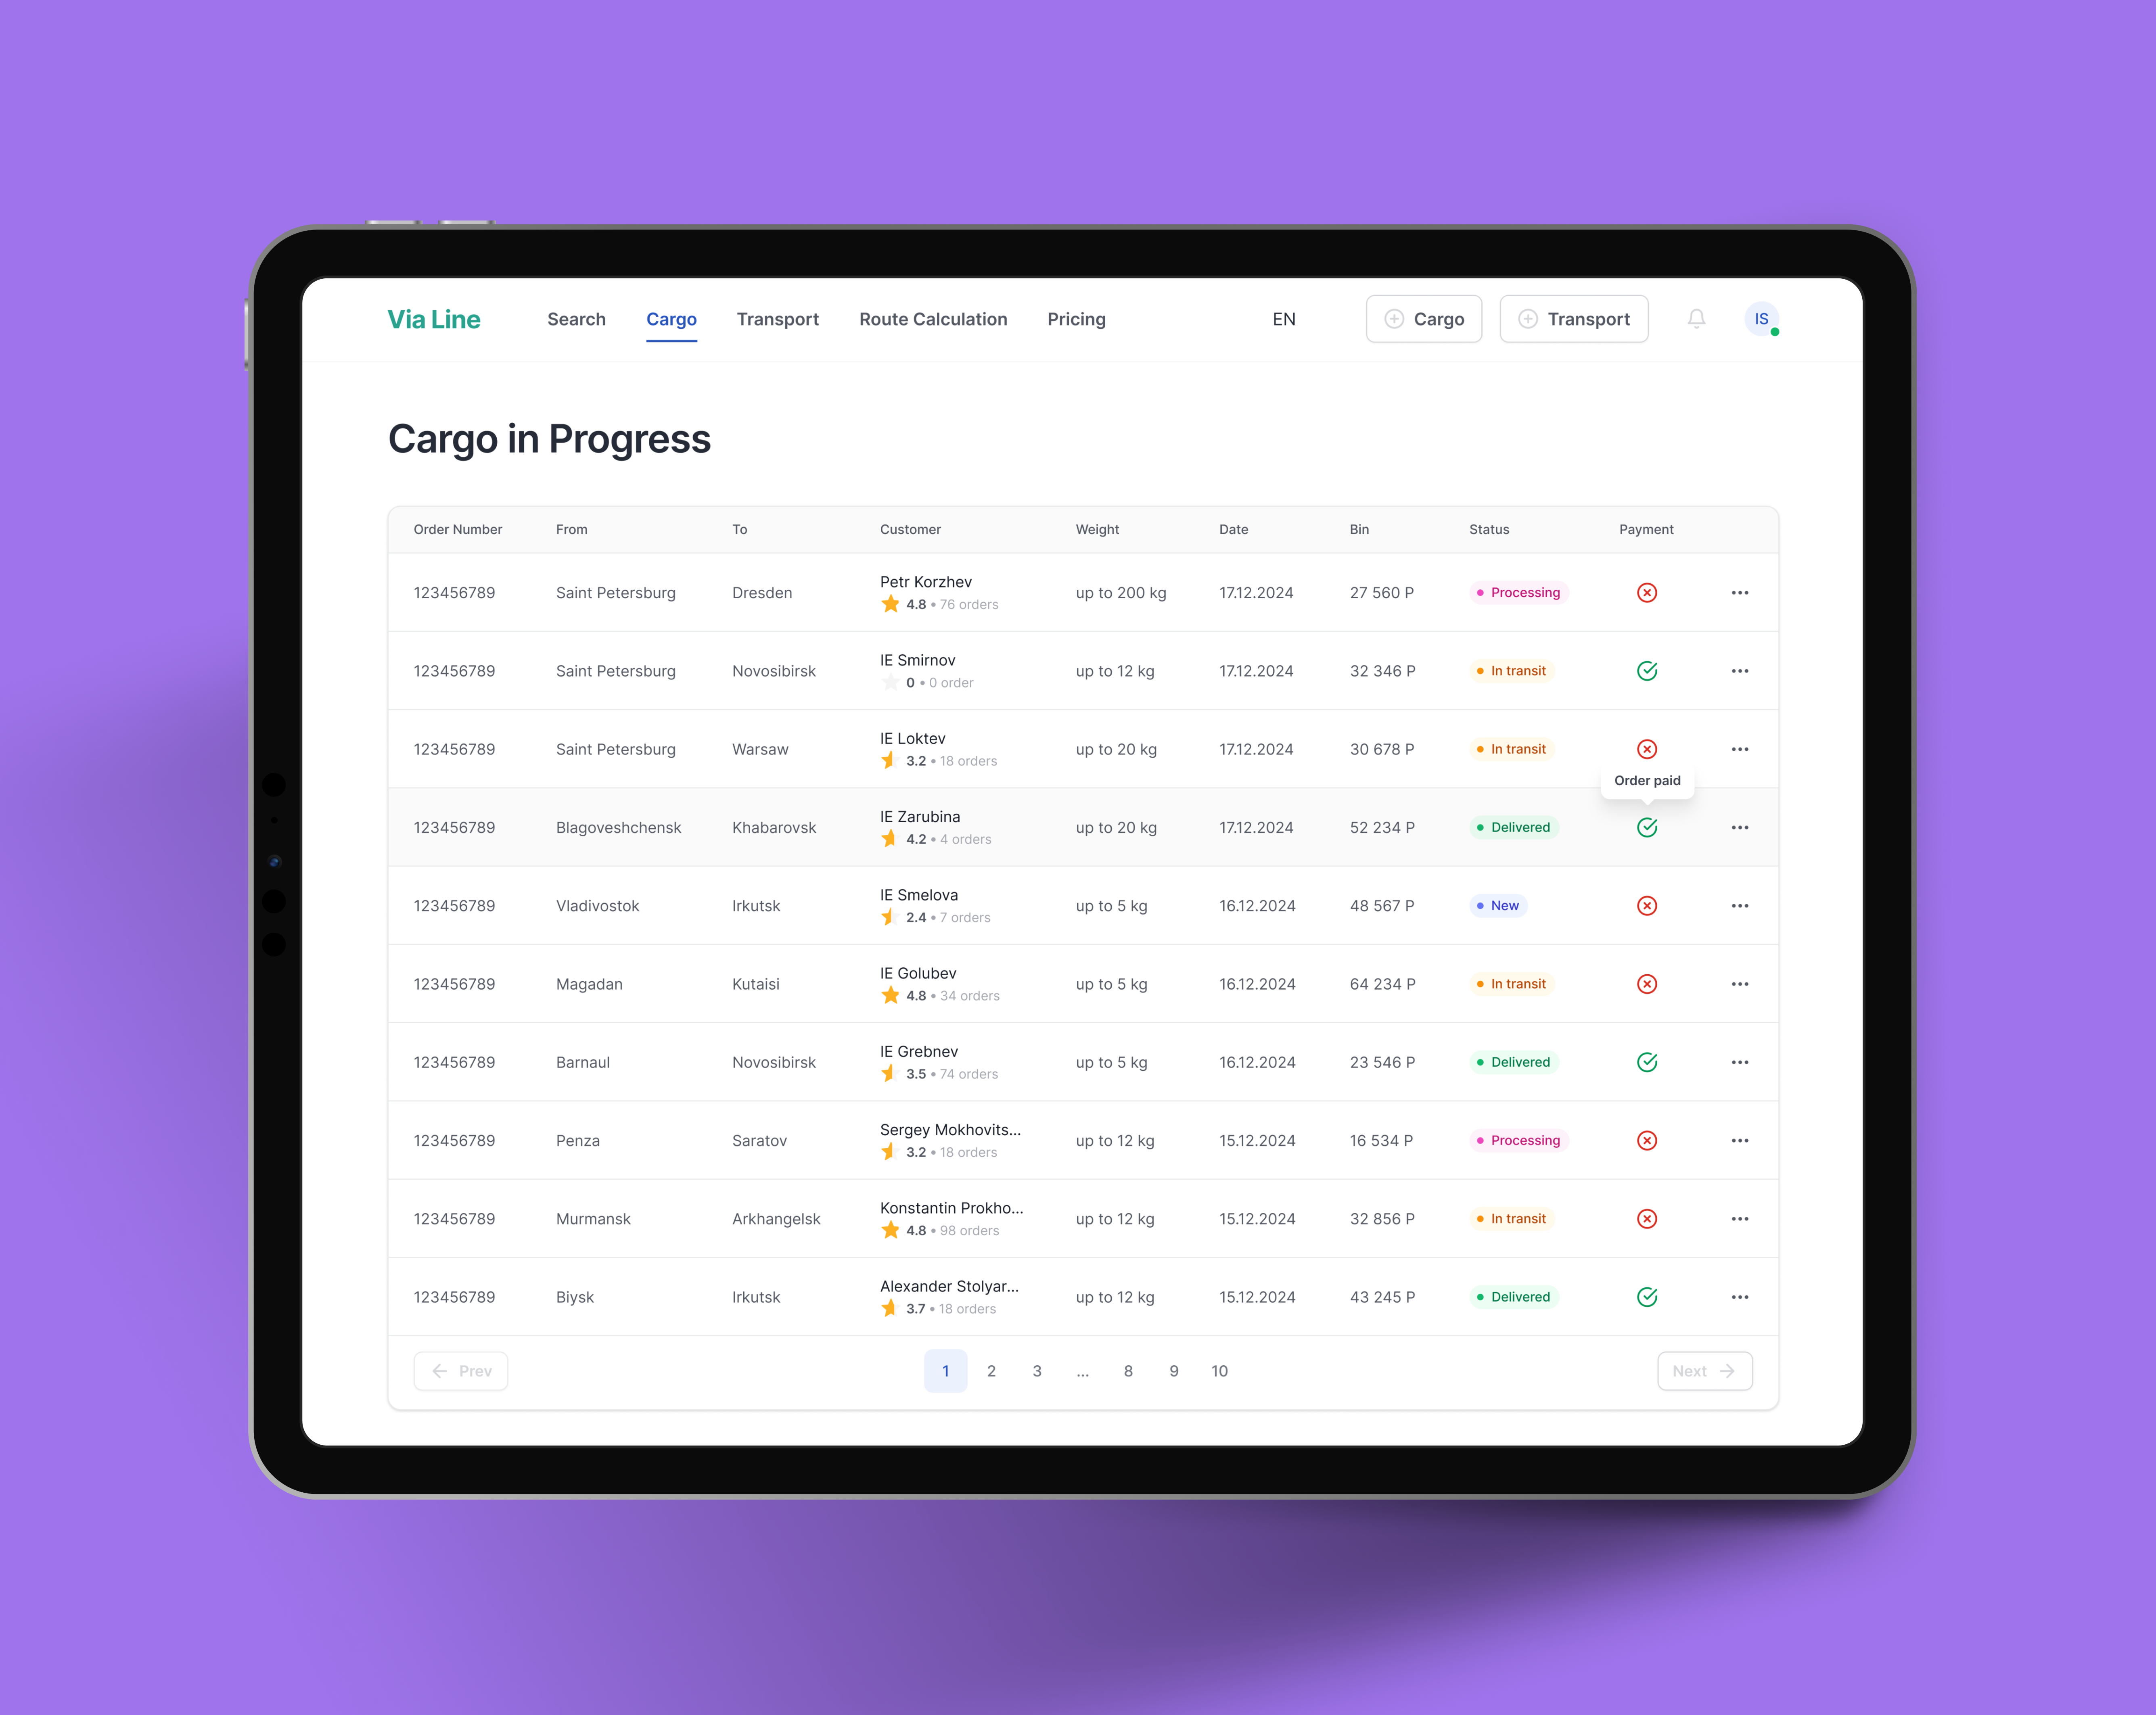 Via Line Search Cargo Transport Route Calculation Pricing EN Cargo Transport IS
Cargo in Progress
Order Number From To Customer Weight Date Bin Status Payment
123456789 Saint Petersburg Dresden Petr Korzhev up to 200 kg 17.12.2024 27 560 P Processing
4.8 • 76 orders
123456789 Saint Petersburg Novosibirsk IE Smirnov up to 12 kg 17.12.2024 32 346 P In transit
0 • 0 order
123456789 Saint Petersburg Warsaw IE Loktev up to 20 kg 17.12.2024 30 678 P In transit
3.2 • 18 orders
Order paid
123456789 Blagoveshchensk Khabarovsk IE Zarubina up to 20 kg 17.12.2024 52 234 P Delivered
4.2 • 4 orders
123456789 Vladivostok Irkutsk IE Smelova up to 5 kg 16.12.2024 48 567 P New
2.4 • 7 orders
123456789 Magadan Kutaisi IE Golubev up to 5 kg 16.12.2024 64 234 P In transit
4.8 • 34 orders
123456789 Barnaul Novosibirsk IE Grebnev up to 5 kg 16.12.2024 23 546 P Delivered
3.5 • 74 orders
123456789 Penza Saratov Sergey Mokhovits... up to 12 kg 15.12.2024 16 534 P Processing
3.2 • 18 orders
123456789 Murmansk Arkhangelsk Konstantin Prokho... up to 12 kg 15.12.2024 32 856 P In transit
4.8 • 98 orders
123456789 Biysk Irkutsk Alexander Stolyar... up to 12 kg 15.12.2024 43 245 P Delivered
3.7 • 18 orders
Prev 1 2 3 ... 8 9 10 Next